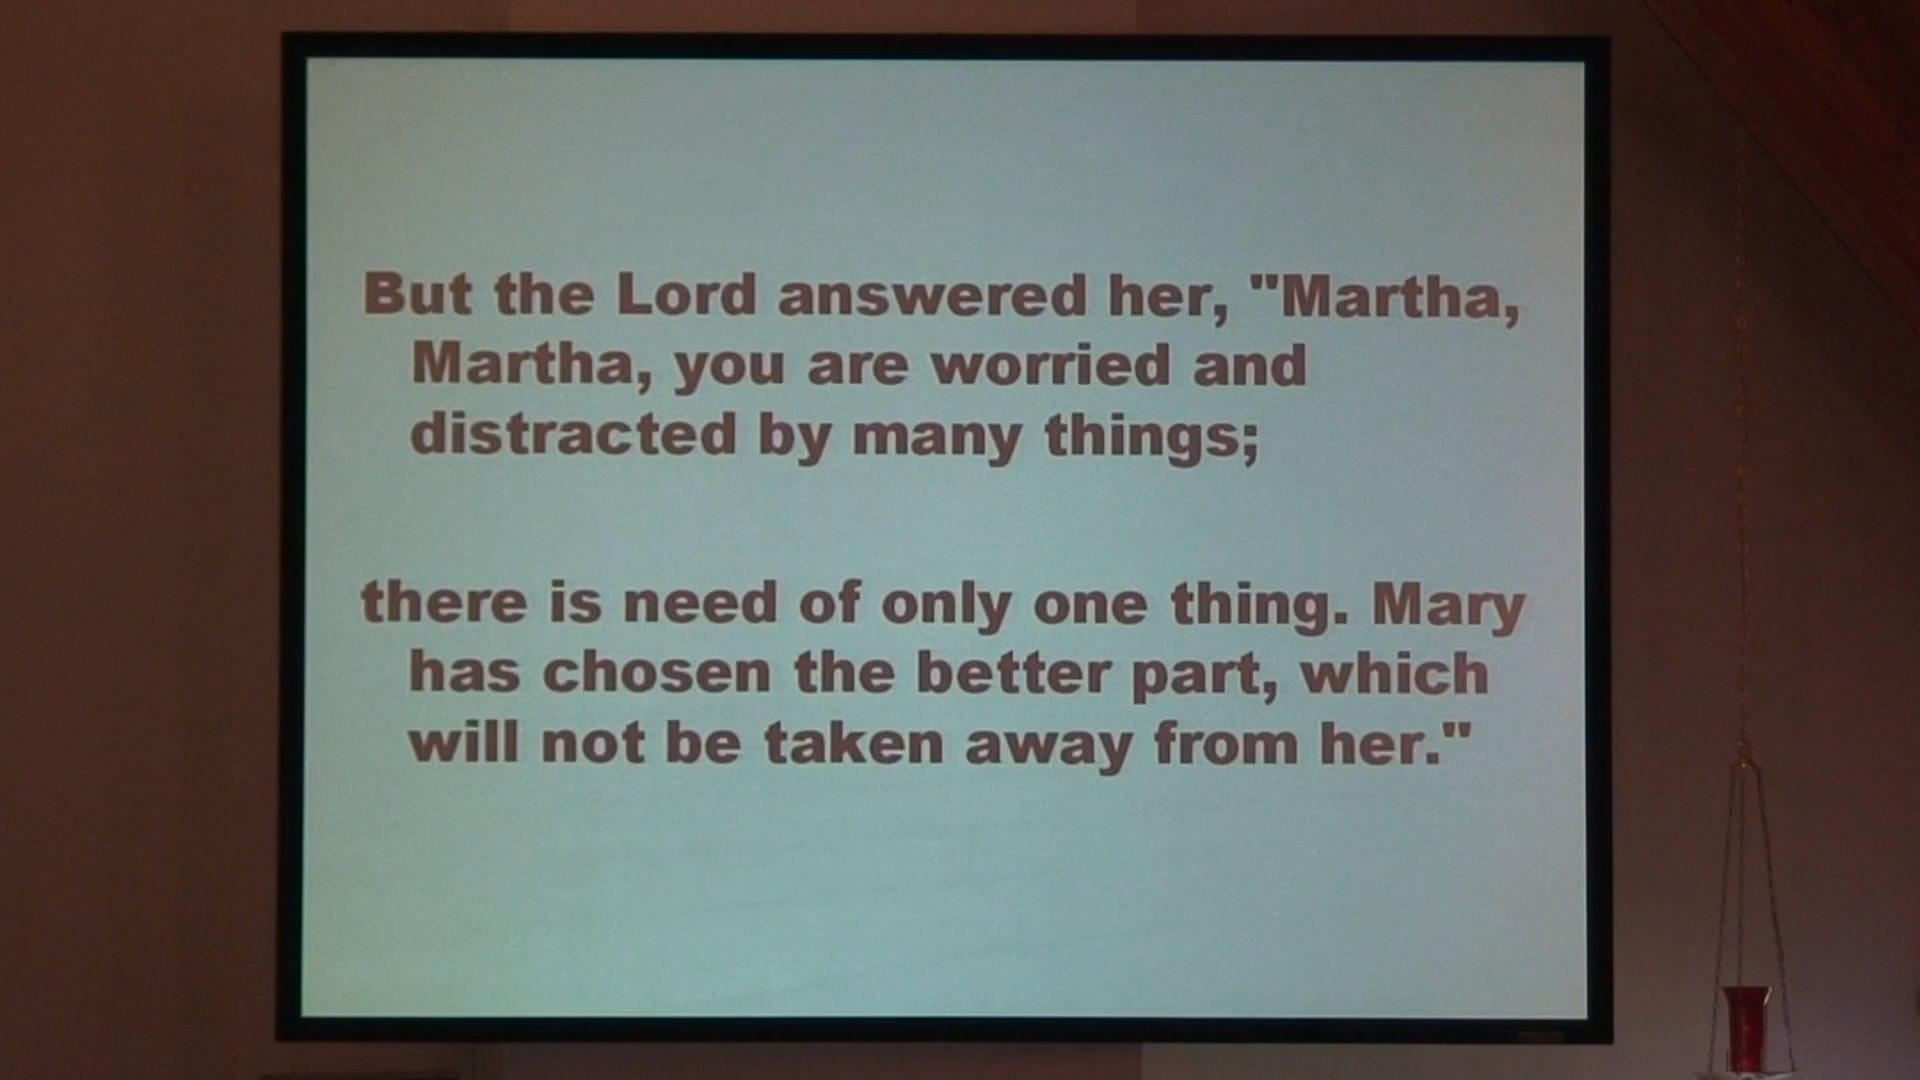 But the Lord answered her, "Martha,
Martha, you are worried and
distracted by many things;
there is need of only one thing. Mary
has chosen the better part, which
will not be taken away from her."